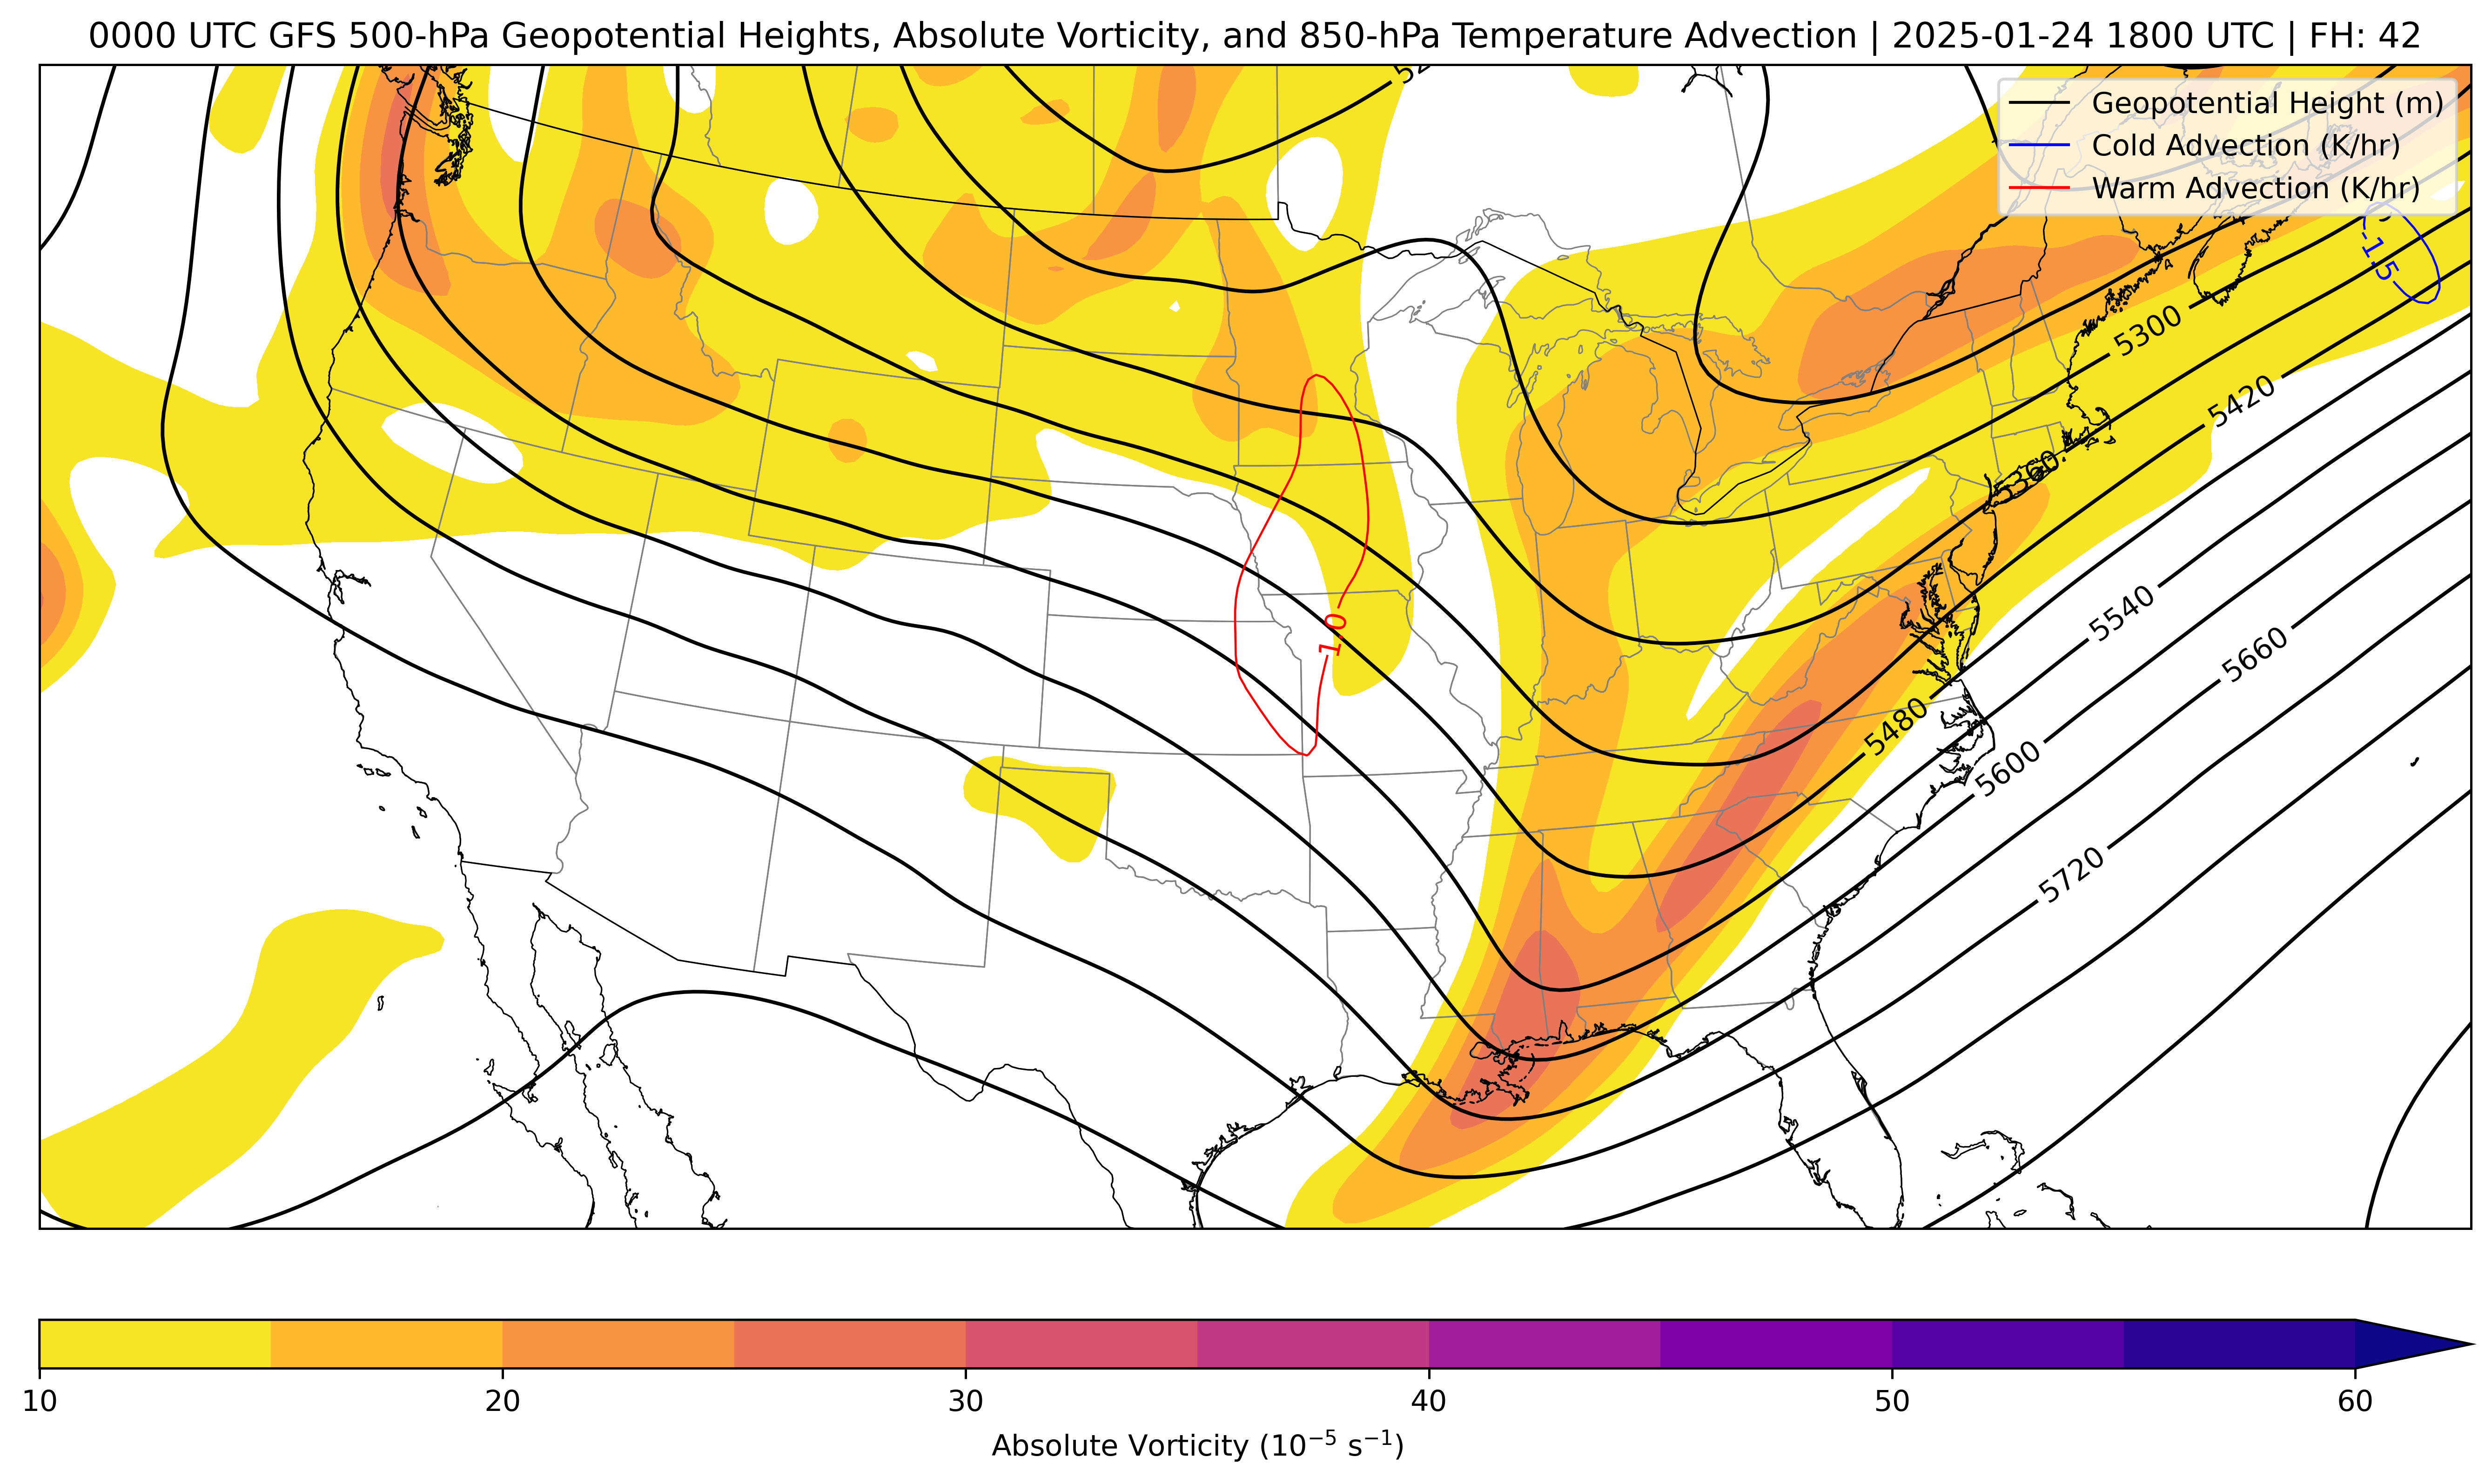 0000 UTC GFS 500-hPa Geopotential Heights, Absolute Vorticity, and 850-hPa Temperature Advection | 2025-01-24 1800 UTC | FH: 42
Geopotential Height (m)
Cold Advection (K/hr)
Warm Advection (K/hr)
-1.5
5300
5420
5360
5540
5660
5480
5600
5720
1.0
10 20 30 40 50 60
Absolute Vorticity (10⁻⁵ s⁻¹)